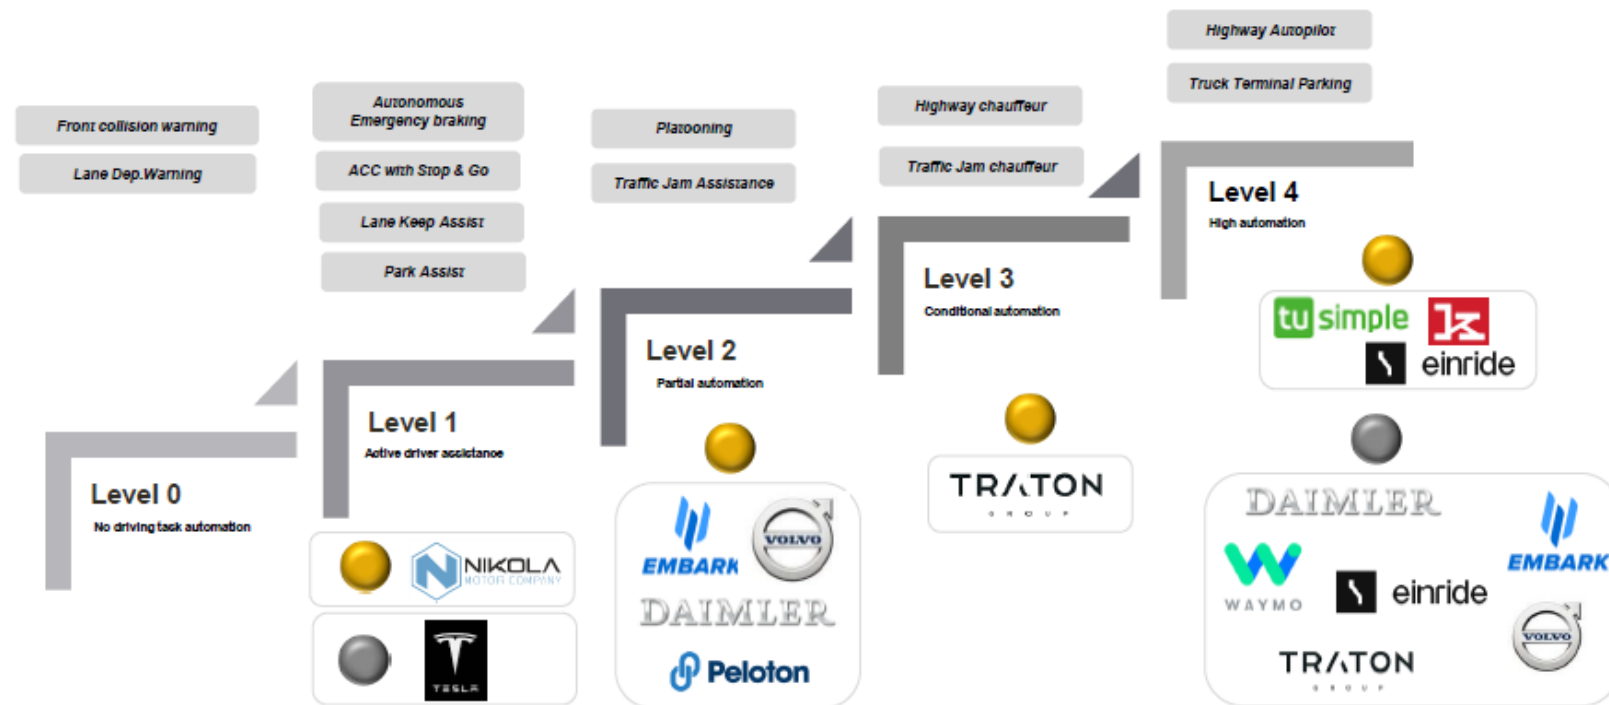 Front collision warning
Lane Dep.Warning
Level 0
No driving task automation
Autonomous
Emergency braking
ACC with Stop & Go
Lane Keep Assist
Park Assist
Level 1
Active driver assistance
NIKOLA
MOTOR COMPANY
TESLA
Platooning
Traffic Jam Assistance
Level 2
Partial automation
EMBARK
VOLVO
DAIMLER
Peloton
Highway chauffeur
Traffic Jam chauffeur
Level 3
Conditional automation
TRATON
GROUP
Highway Autopilot
Truck Terminal Parking
Level 4
High automation
tu simple
einride
DAIMLER
EMBARK
WAYMO
einride
VOLVO
TRATON
GROUP